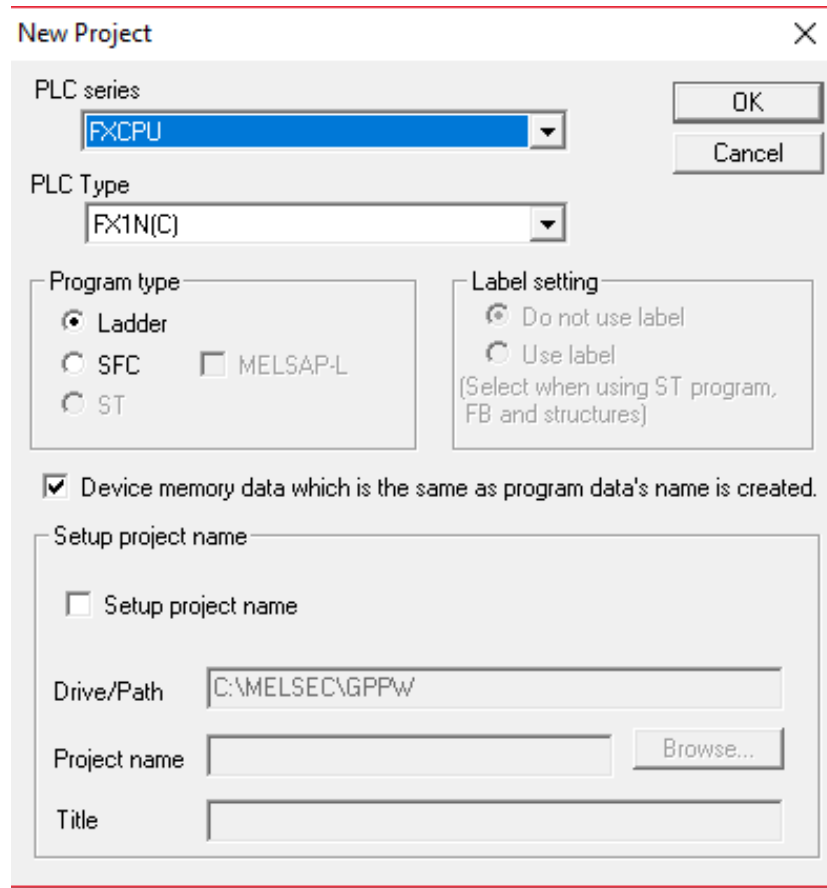 New Project
PLC series
OK
FXCPU
Cancel
PLC Type
FX1N(C)
Program type
Label setting
Ladder
Do not use label
SFC
MELSAP-L
Use label
ST
(Select when using ST program,
FB and structures)
Device memory data which is the same as program data's name is created.
Setup project name
Setup project name
Drive/Path
C:\MELSEC\GPPW
Project name
Browse...
Title